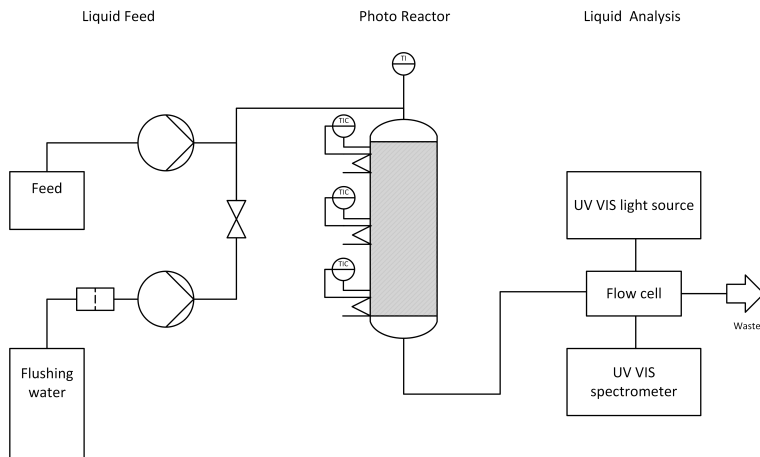 Liquid Feed
Photo Reactor
Liquid Analysis
TI
TIC
Feed
TIC
UV VIS light source
TIC
Flow cell
Waste
Flushing
water
UV VIS
spectrometer